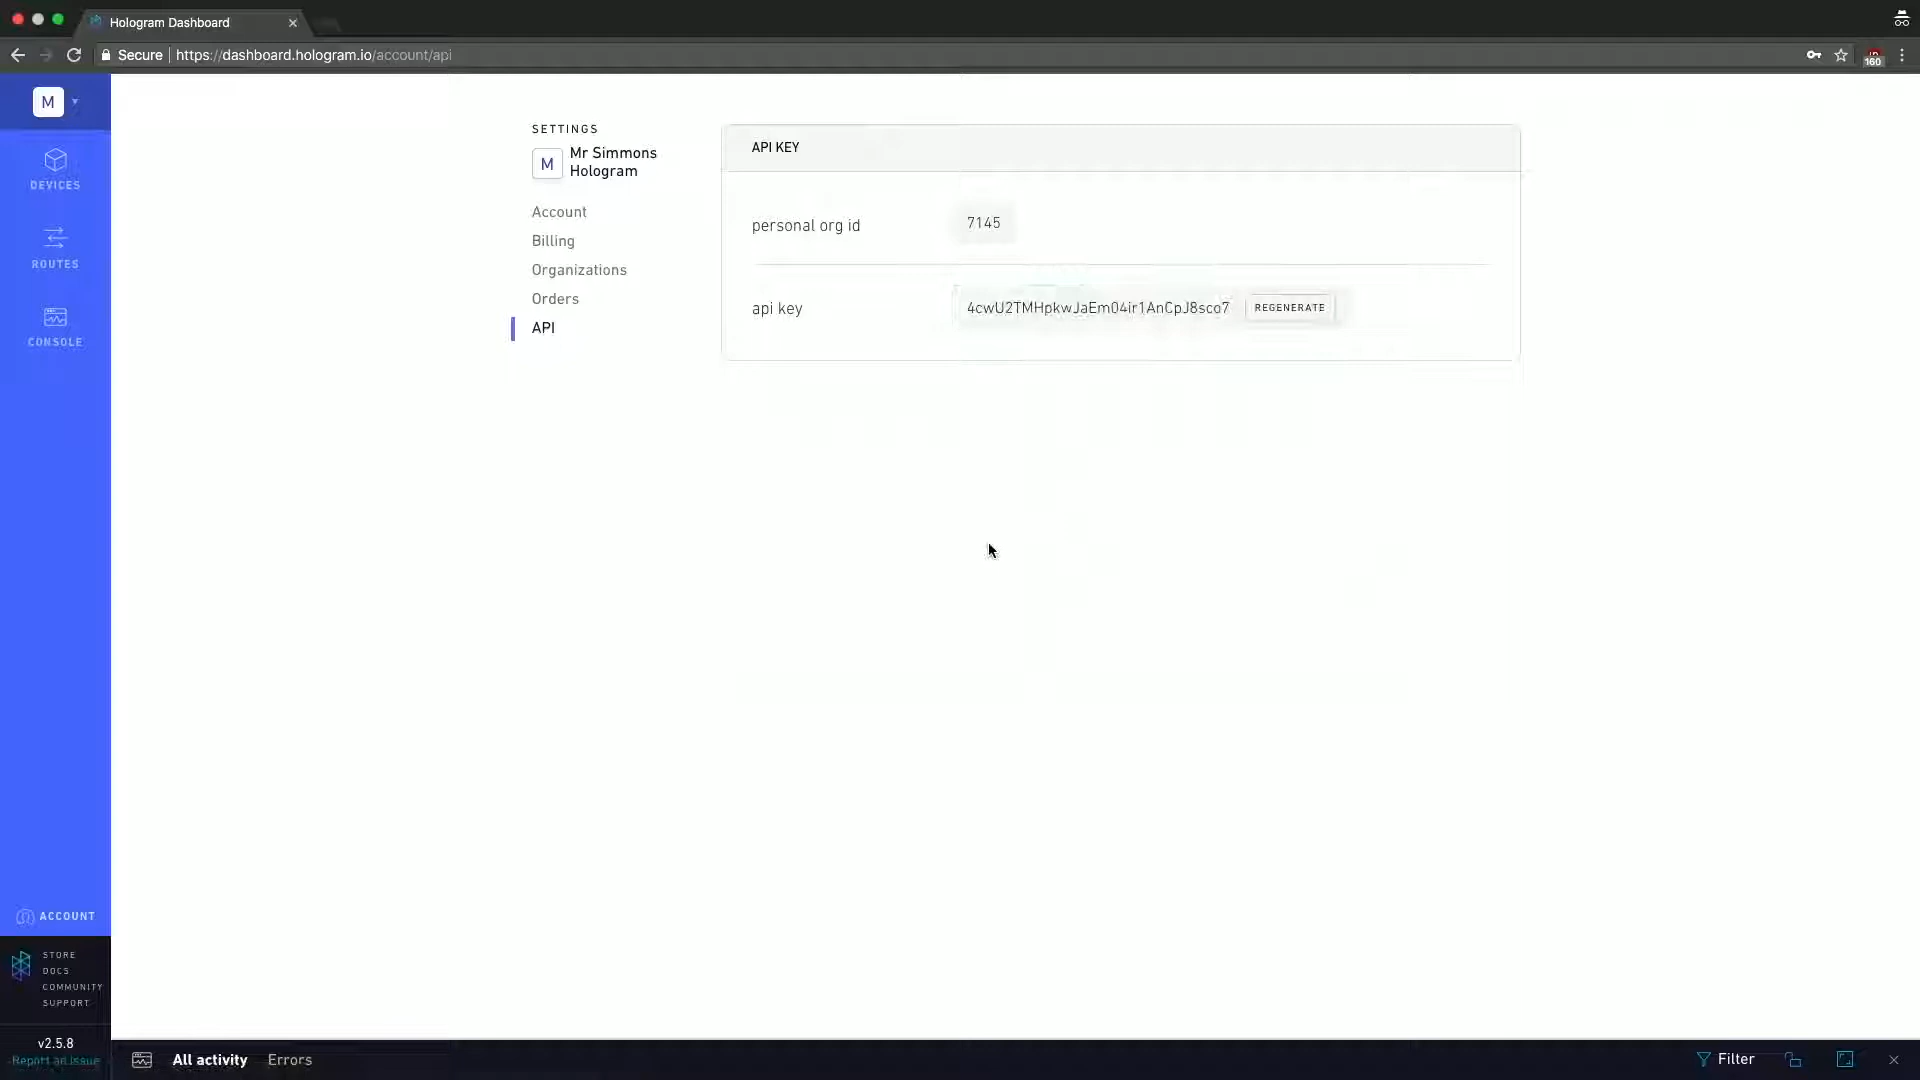 Hologram Dashboard
Secure
https://dashboard.hologram.io/account/api
160
M
DEVICES
ROUTES
CONSOLE
ACCOUNT
STORE
DOCS
COMMUNITY
SUPPORT
v2.5.8
Report an Issue
SETTINGS
M
Mr Simmons
Hologram
Account
Billing
Organizations
Orders
API
API KEY
personal org id
7145
api key
4cwU2TMHpkwJaEm04ir1AnCpJ8sco7
REGENERATE
All activity
Errors
Filter